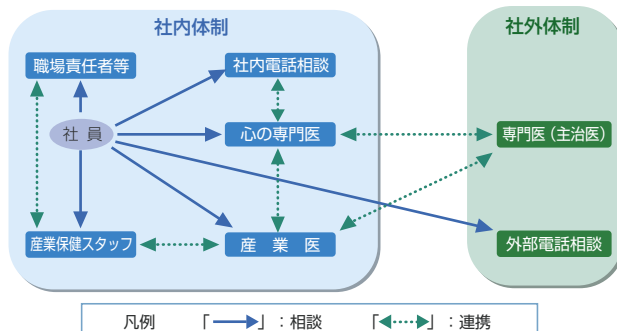 社内体制
社外体制
職場責任者等
社内電話相談
社 員
心の専門医
専門医（主治医）
産業保健スタッフ
産 業 医
外部電話相談
凡例 「⟶」：相談 「◀┈▶」：連携